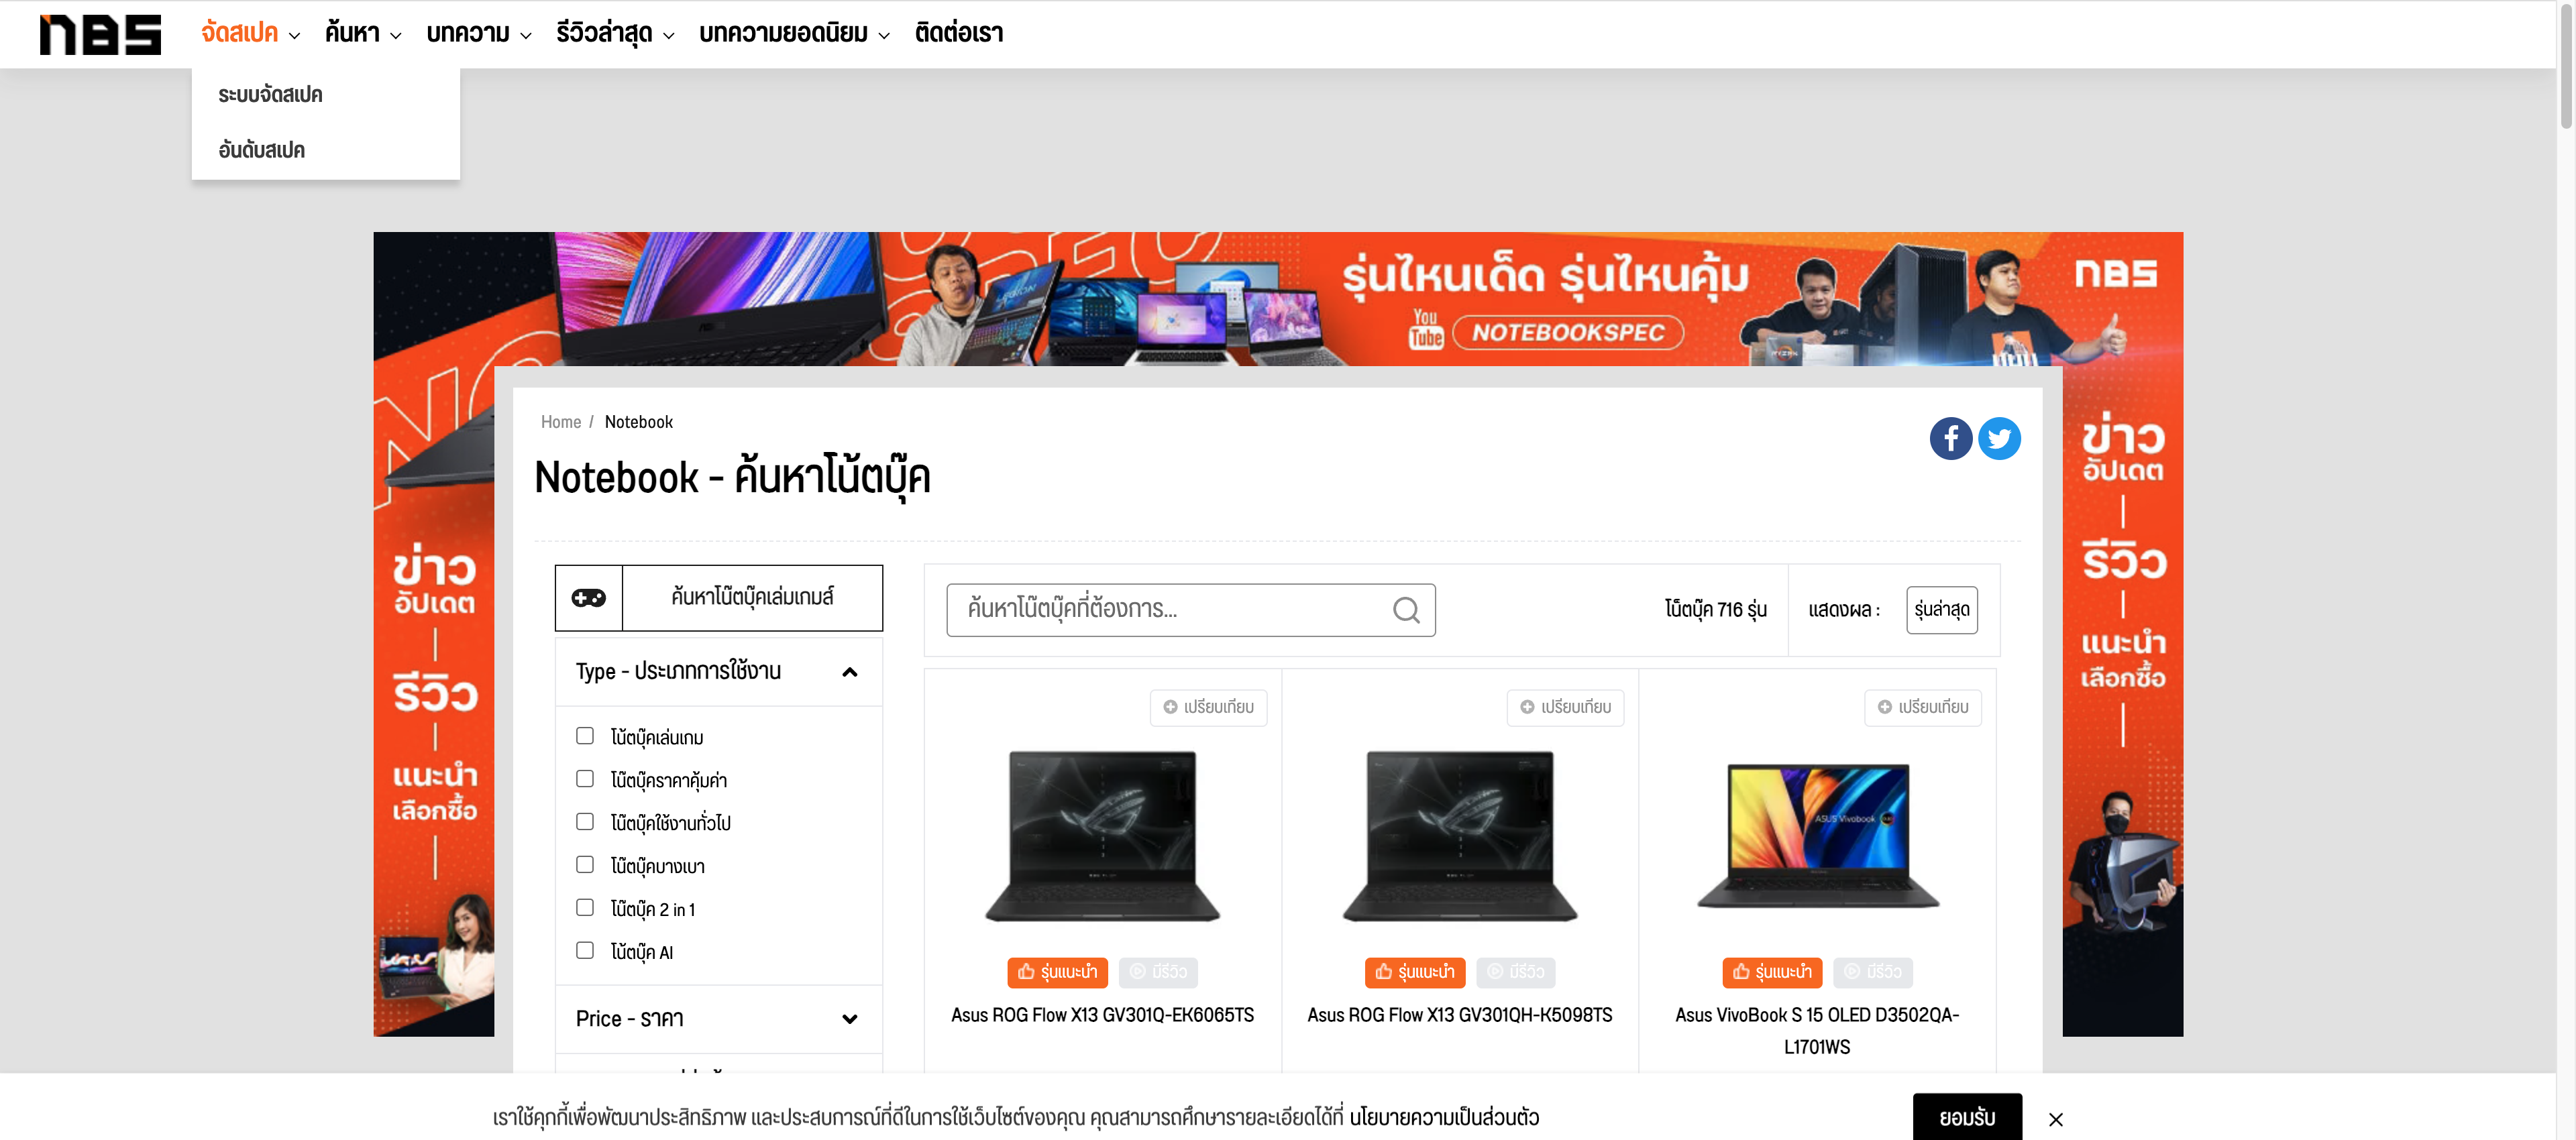 NBS
จัดสเปค
ค้นหา
บทความ
รีวิวล่าสุด
บทความยอดนิยม
ติดต่อเรา
ระบบจัดสเปค
อันดับสเปค
รุ่นไหนเด็ด รุ่นไหนคุ้ม
You Tube NOTEBOOKSPEC
NBS
LEGION
Home / Notebook
Notebook - ค้นหาโน้ตบุ๊ค
ข่าว
อัปเดต
รีวิว
แนะนำ
เลือกซื้อ
ข่าว
อัปเดต
รีวิว
แนะนำ
เลือกซื้อ
ค้นหาโน๊ตบุ๊คเล่มเกมส์
ค้นหาโน๊ตบุ๊คที่ต้องการ...
โน็ตบุ๊ค 716 รุ่น
แสดงผล :
รุ่นล่าสุด
Type - ประเภทการใช้งาน
โน้ตบุ๊คเล่นเกม
โน๊ตบุ๊คราคาคุ้มค่า
โน๊ตบุ๊คใช้งานทั่วไป
โน๊ตบุ๊คบางเบา
โน๊ตบุ๊ค 2 in 1
โน้ตบุ๊ค AI
Price - ราคา
เปรียบเทียบ
เปรียบเทียบ
เปรียบเทียบ
ASUS Vivobook
รุ่นแนะนำ มีรีวิว
รุ่นแนะนำ มีรีวิว
รุ่นแนะนำ มีรีวิว
Asus ROG Flow X13 GV301Q-EK6065TS
Asus ROG Flow X13 GV301QH-K5098TS
Asus VivoBook S 15 OLED D3502QA-
L1701WS
เราใช้คุกกี้เพื่อพัฒนาประสิทธิภาพ และประสบการณ์ที่ดีในการใช้เว็บไซต์ของคุณ คุณสามารถศึกษารายละเอียดได้ที่ นโยบายความเป็นส่วนตัว
ยอมรับ